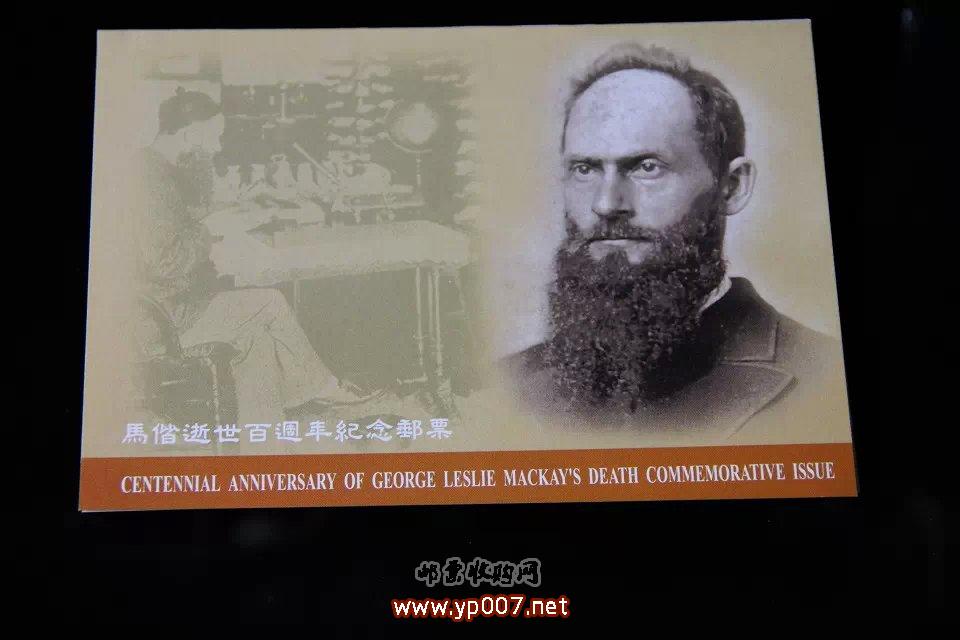 馬偕逝世百週年紀念郵票
CENTENNIAL ANNIVERSARY OF GEORGE LESLIE MACKAY'S DEATH COMMEMORATIVE ISSUE
邮票收购网
www.yp007.net